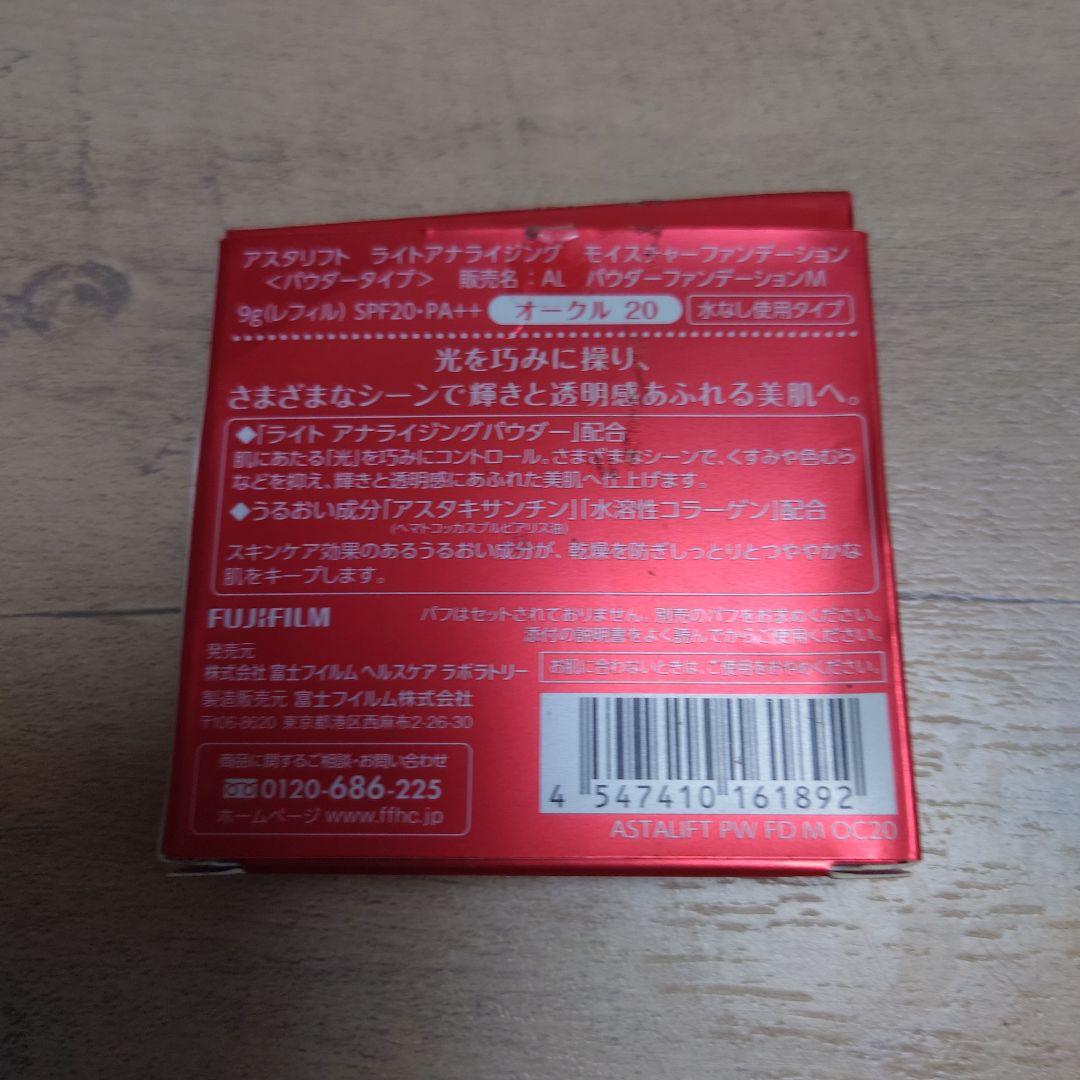 アスタリフト ライトアナライジング モイスチャーファンデーション
<パウダータイプ> 販売名:AL パウダーファンデーションM
9g(レフィル) SPF20・PA++ オークル 20 水なし使用タイプ
光を巧みに操り、
さまざまなシーンで輝きと透明感あふれる美肌へ。
◆「ライト アナライジングパウダー」配合
肌にあたる「光」を巧みにコントロール。さまざまなシーンで、くすみや色むら
などを抑え、輝きと透明感にあふれた美肌へ仕上げます。
◆うるおい成分「アスタキサンチン」「水溶性コラーゲン」配合
(ヘマトコッカスプルビアリス油)
スキンケア効果のあるうるおい成分が、乾燥を防ぎしっとりとつややかな
肌をキープします。
FUJIFILM
パフはセットされておりません。別売のパフをお求めください。
添付の説明書をよく読んでからご使用ください。
お肌に合わないときは、ご使用をおやめください。
発売元
株式会社 富士フイルム ヘルスケア ラボラトリー
製造販売元 富士フイルム株式会社
〒106-8620 東京都港区西麻布2-26-30
商品に関するご相談・お問い合わせ
0120-686-225
ホームページ www.ffhc.jp
4 547410 161892
ASTALIFT PW FD M OC20